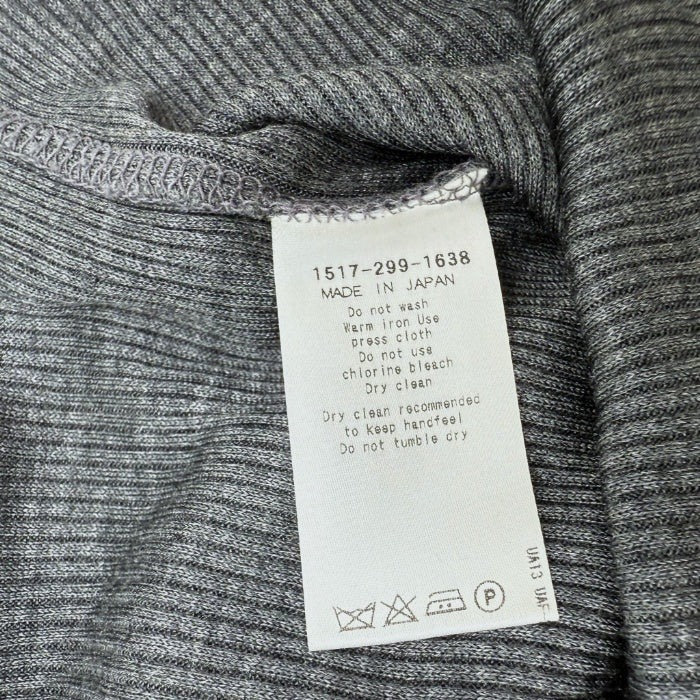 1517-299-1638
MADE IN JAPAN
Do not wash
Warm iron Use
press cloth
Do not use
chlorine bleach
Dry clean
Dry clean recommended
to keep handfeel
Do not tumble dry
P